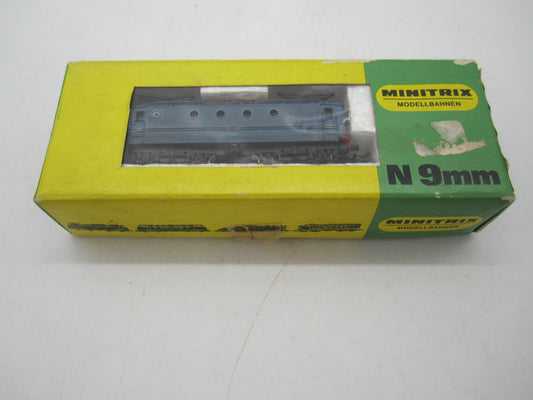 MINITRIX
MODELLBAHNEN
N 9mm
MINITRIX
MODELLBAHNEN